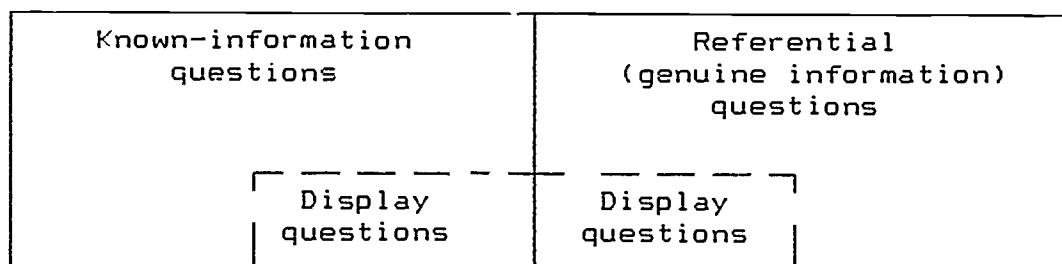 Known-information
questions
Referential
(genuine information)
questions
Display
questions
Display
questions